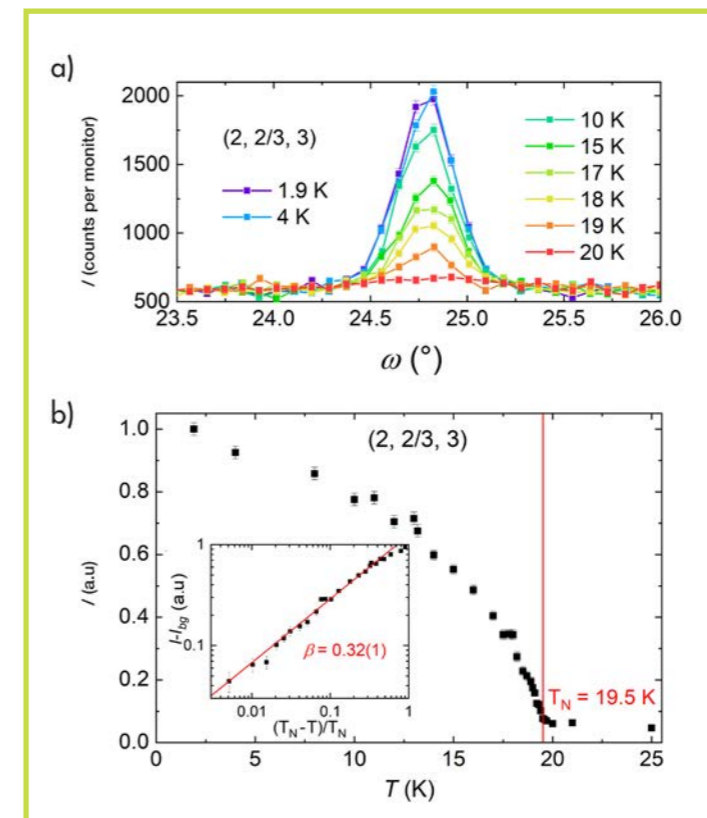 a)
I (counts per monitor)
2000
1500
1000
500
(2, 2/3, 3)
1.9 K
4 K
10 K
15 K
17 K
18 K
19 K
20 K
23.5 24.0 24.5 25.0 25.5 26.0
ω (°)
b)
I (a.u)
1.0
0.8
0.6
0.4
0.2
0.0
(2, 2/3, 3)
I-Ibg (a.u)
1
0.1
β = 0.32(1)
0.01 0.1 1
(TN-T)/TN
TN = 19.5 K
0 5 10 15 20 25
T (K)